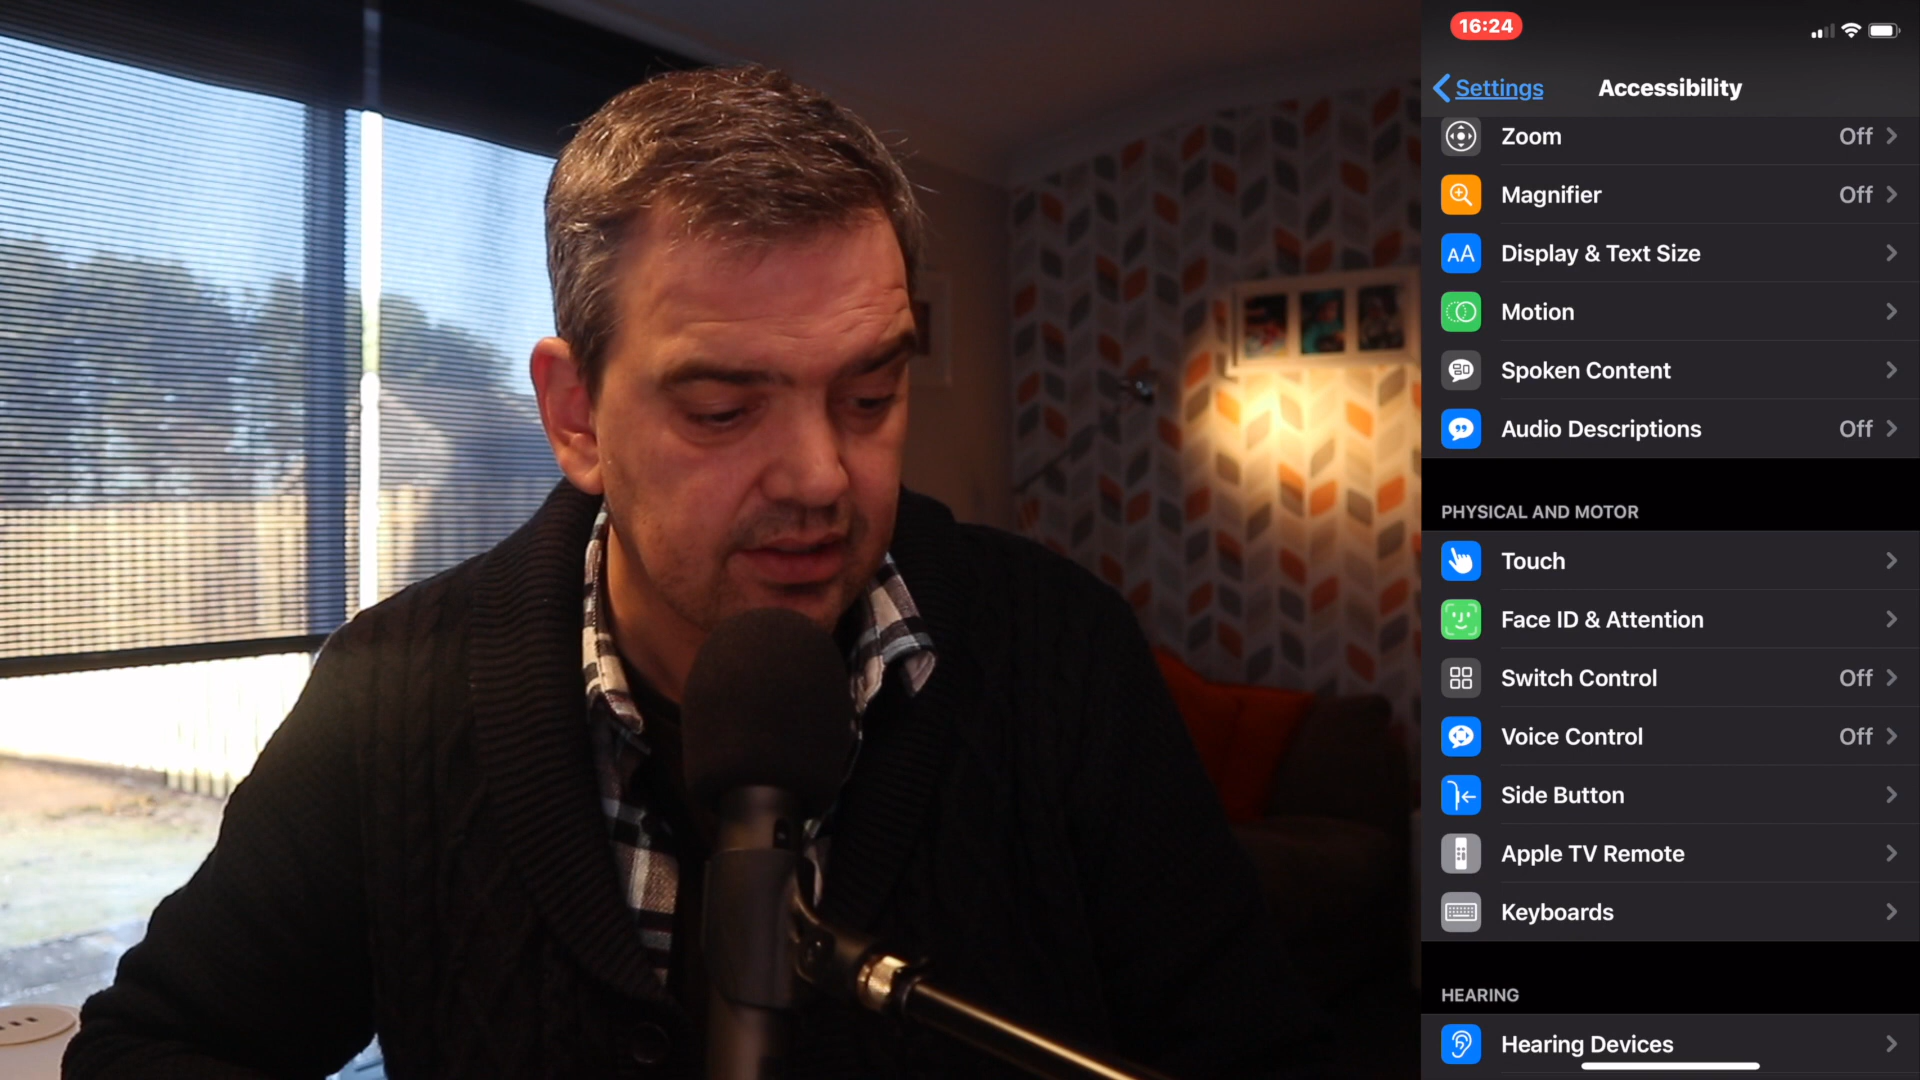 16:24
Settings
Accessibility
Zoom Off
Magnifier Off
AA Display & Text Size
Motion
Spoken Content
Audio Descriptions Off
PHYSICAL AND MOTOR
Touch
Face ID & Attention
Switch Control Off
Voice Control Off
Side Button
Apple TV Remote
Keyboards
HEARING
Hearing Devices